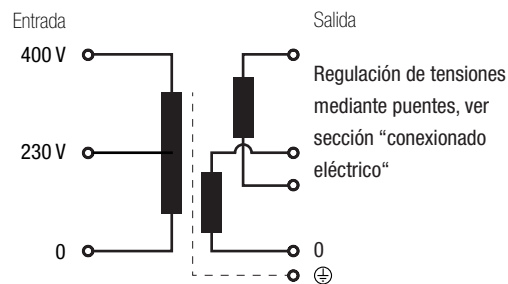 Entrada
Salida
400 V
Regulación de tensiones
mediante puentes, ver
sección “conexionado
eléctrico“
230 V
0
0